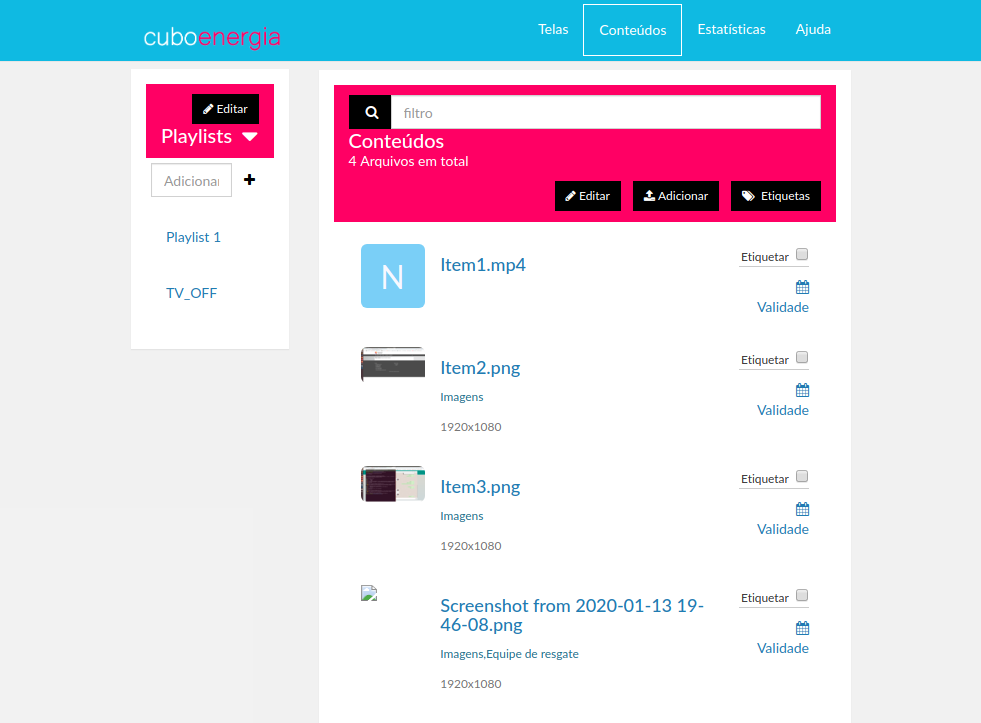 cuboenergia
Telas
Conteúdos
Estatísticas
Ajuda
Editar
Playlists
Adicionar
Playlist 1
TV_OFF
filtro
Conteúdos
4 Arquivos em total
Editar
Adicionar
Etiquetas
N
Item1.mp4
Etiquetar
Validade
Item2.png
Imagens
1920x1080
Etiquetar
Validade
Item3.png
Imagens
1920x1080
Etiquetar
Validade
Screenshot from 2020-01-13 19-
46-08.png
Imagens,Equipe de resgate
1920x1080
Etiquetar
Validade